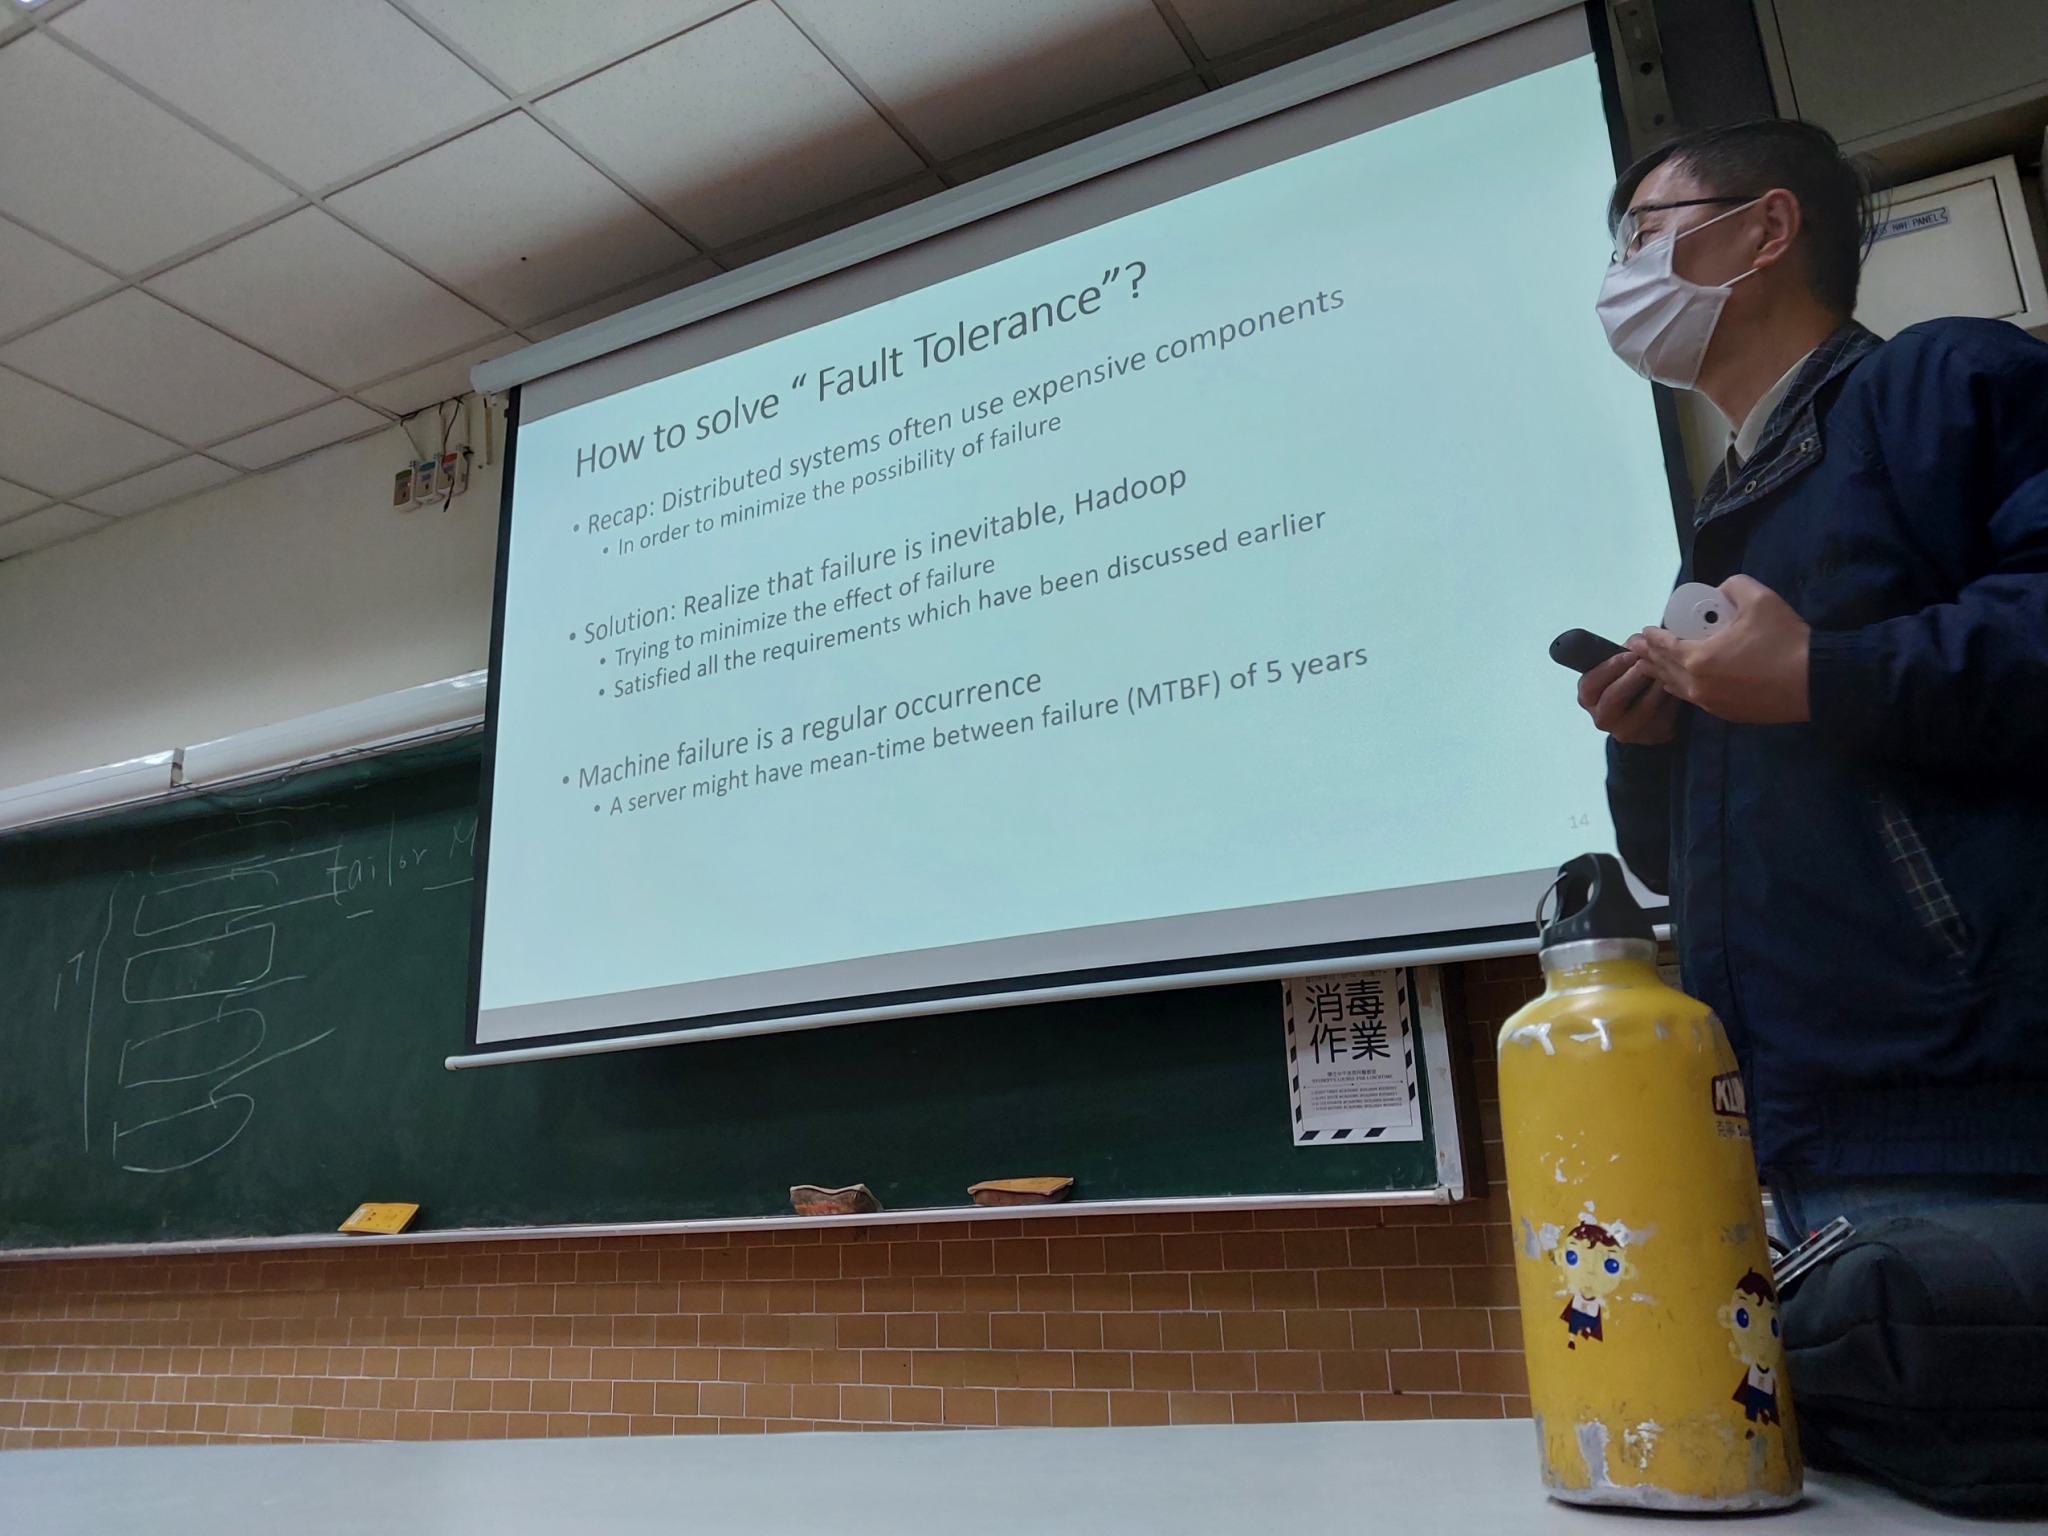 How to solve “ Fault Tolerance”?
• Recap: Distributed systems often use expensive components
• In order to minimize the possibility of failure
• Solution: Realize that failure is inevitable, Hadoop
• Trying to minimize the effect of failure
• Satisfied all the requirements which have been discussed earlier
• Machine failure is a regular occurrence
• A server might have mean-time between failure (MTBF) of 5 years
14
PANEL
消毒
作業